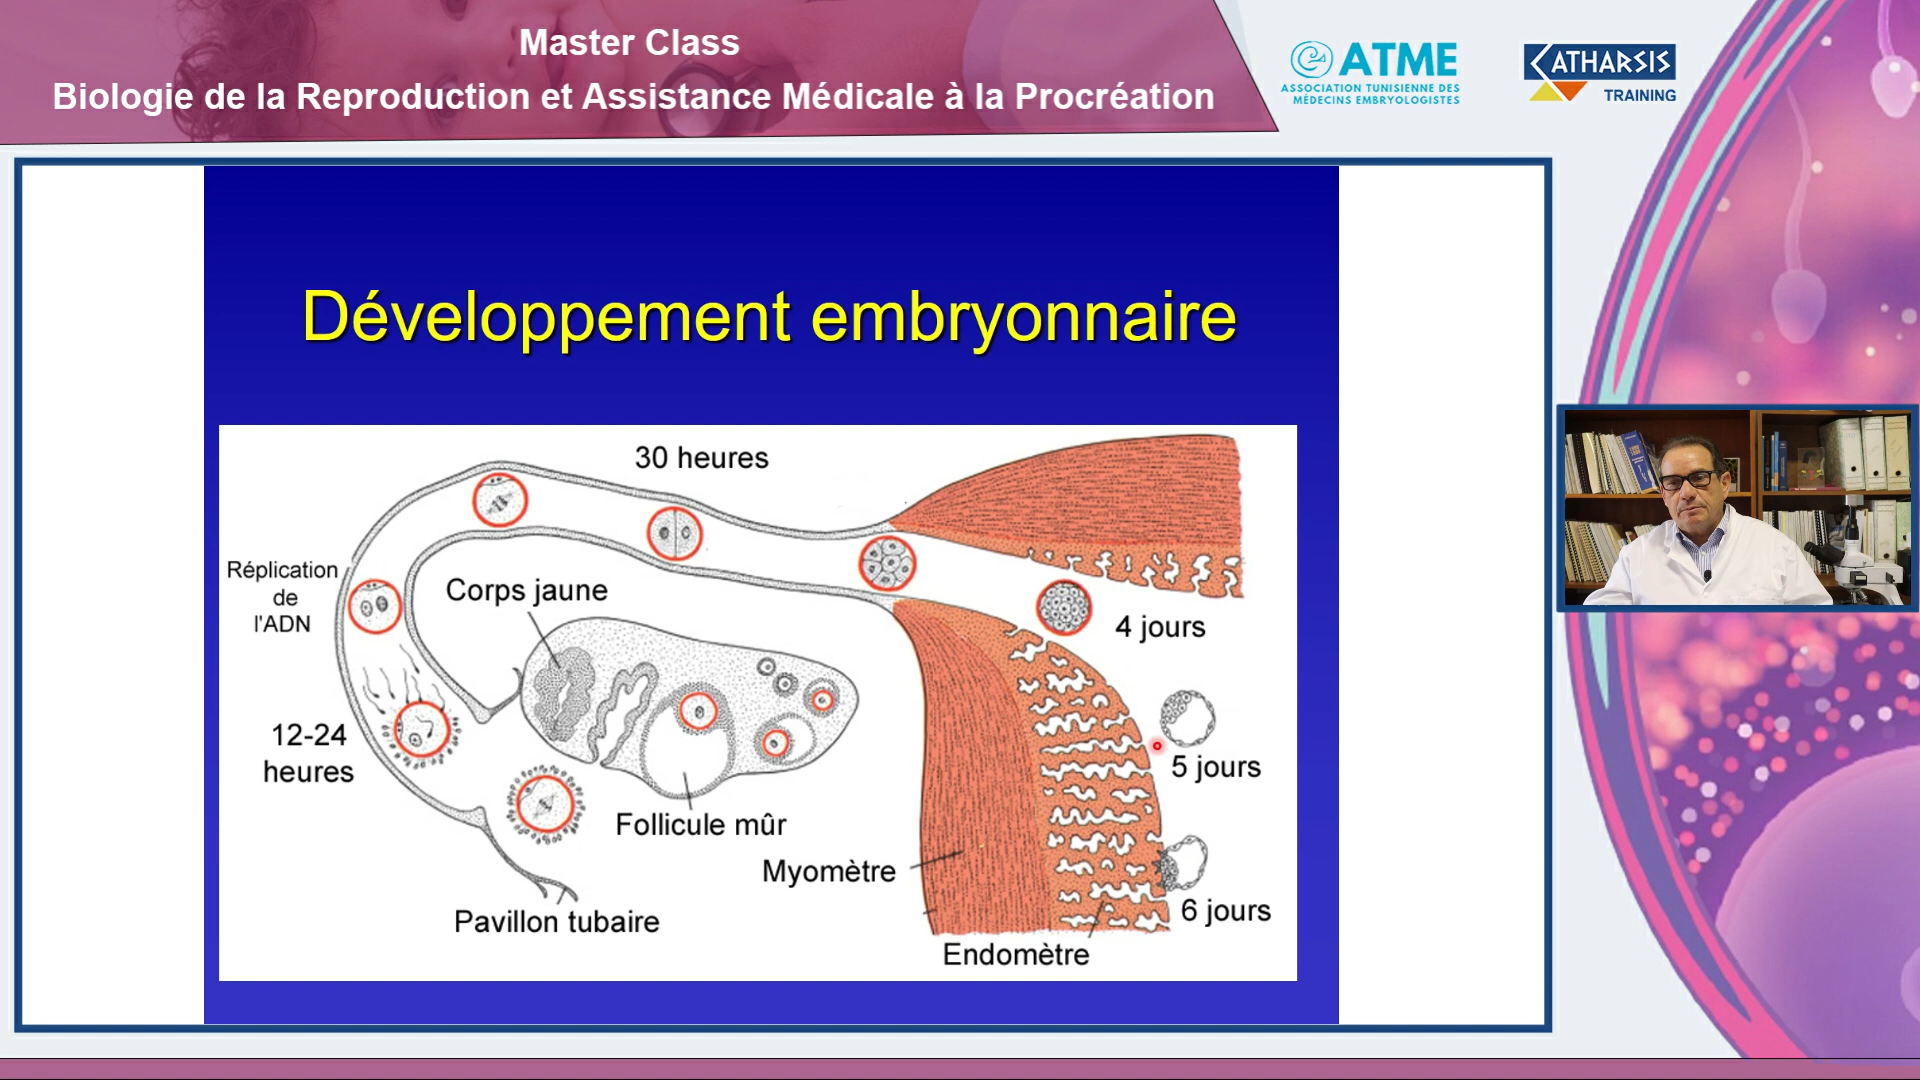 Master Class
Biologie de la Reproduction et Assistance Médicale à la Procréation
ATME
ASSOCIATION TUNISIENNE DES
MÉDECINS EMBRYOLOGISTES
CATHARSIS
TRAINING
Développement embryonnaire
30 heures
Réplication
de
l'ADN
Corps jaune
4 jours
12-24
heures
5 jours
Follicule mûr
Myomètre
6 jours
Pavillon tubaire
Endomètre